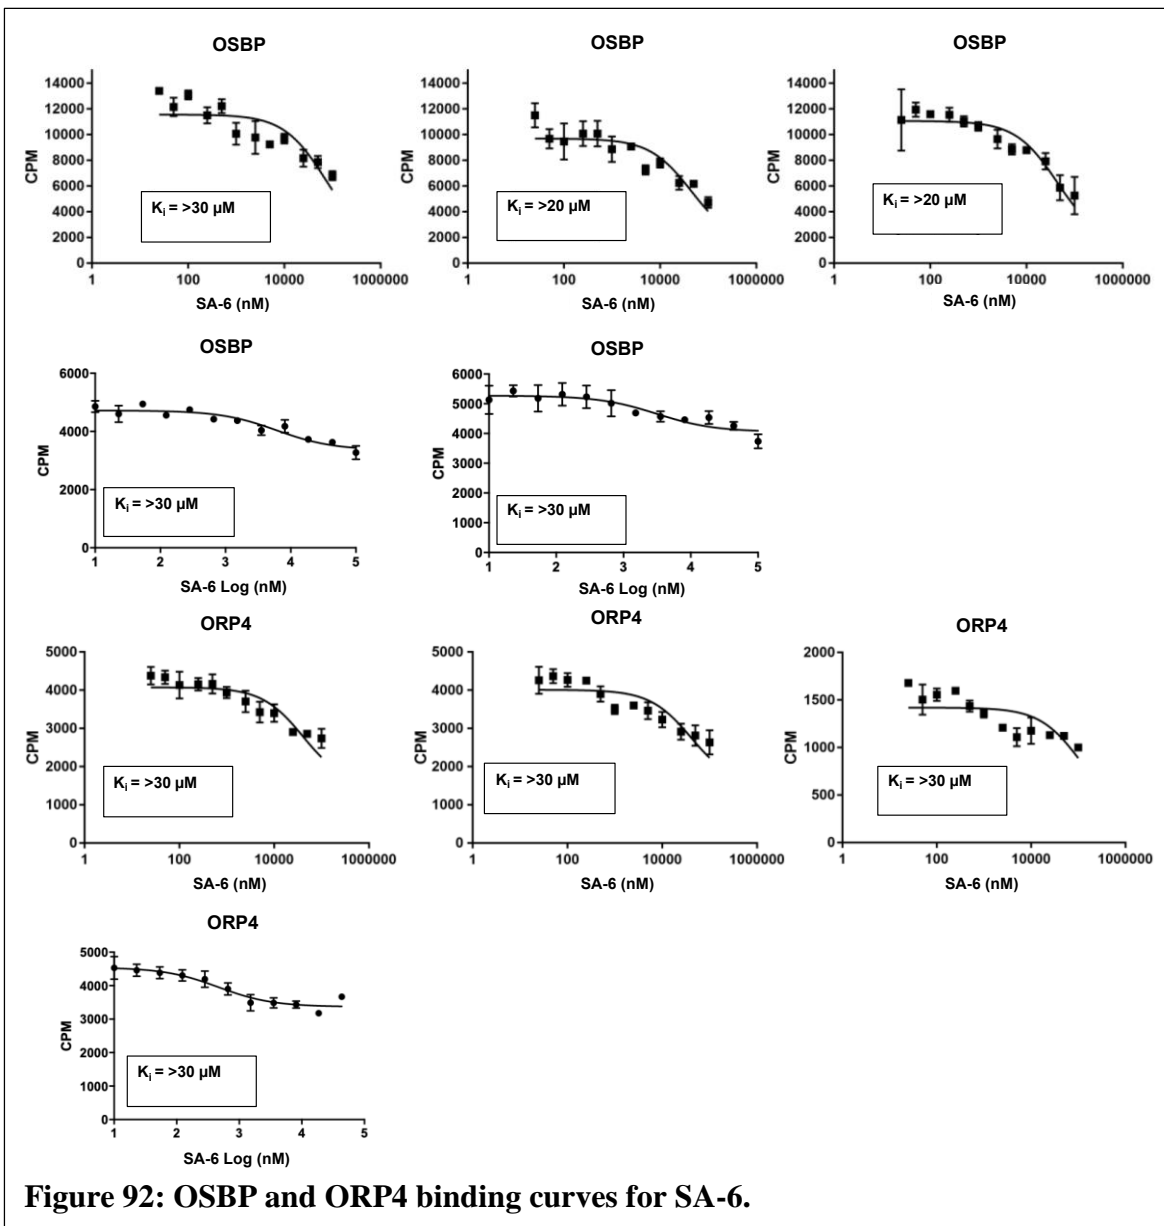 OSBP
OSBP
OSBP
14000
12000
10000
8000
6000
4000
2000
0
CPM
Kᵢ = >30 µM
1
100
10000
1000000
SA-6 (nM)
14000
12000
10000
8000
6000
4000
2000
0
CPM
Kᵢ = >20 µM
1
100
10000
1000000
SA-6 (nM)
14000
12000
10000
8000
6000
4000
2000
0
CPM
Kᵢ = >20 µM
1
100
10000
1000000
SA-6 (nM)
OSBP
6000
4000
2000
0
CPM
Kᵢ = >30 µM
1
2
3
4
5
SA-6 Log (nM)
OSBP
6000
5000
4000
3000
2000
1000
0
CPM
Kᵢ = >30 µM
1
2
3
4
5
SA-6 Log (nM)
ORP4
5000
4000
3000
2000
1000
0
CPM
Kᵢ = >30 µM
1
100
10000
1000000
SA-6 (nM)
ORP4
5000
4000
3000
2000
1000
0
CPM
Kᵢ = >30 µM
1
100
10000
1000000
SA-6 (nM)
ORP4
2000
1500
1000
500
0
CPM
Kᵢ = >30 µM
1
100
10000
1000000
SA-6 (nM)
ORP4
5000
4000
3000
2000
1000
0
CPM
Kᵢ = >30 µM
1
2
3
4
5
SA-6 Log (nM)
Figure 92: OSBP and ORP4 binding curves for SA-6.